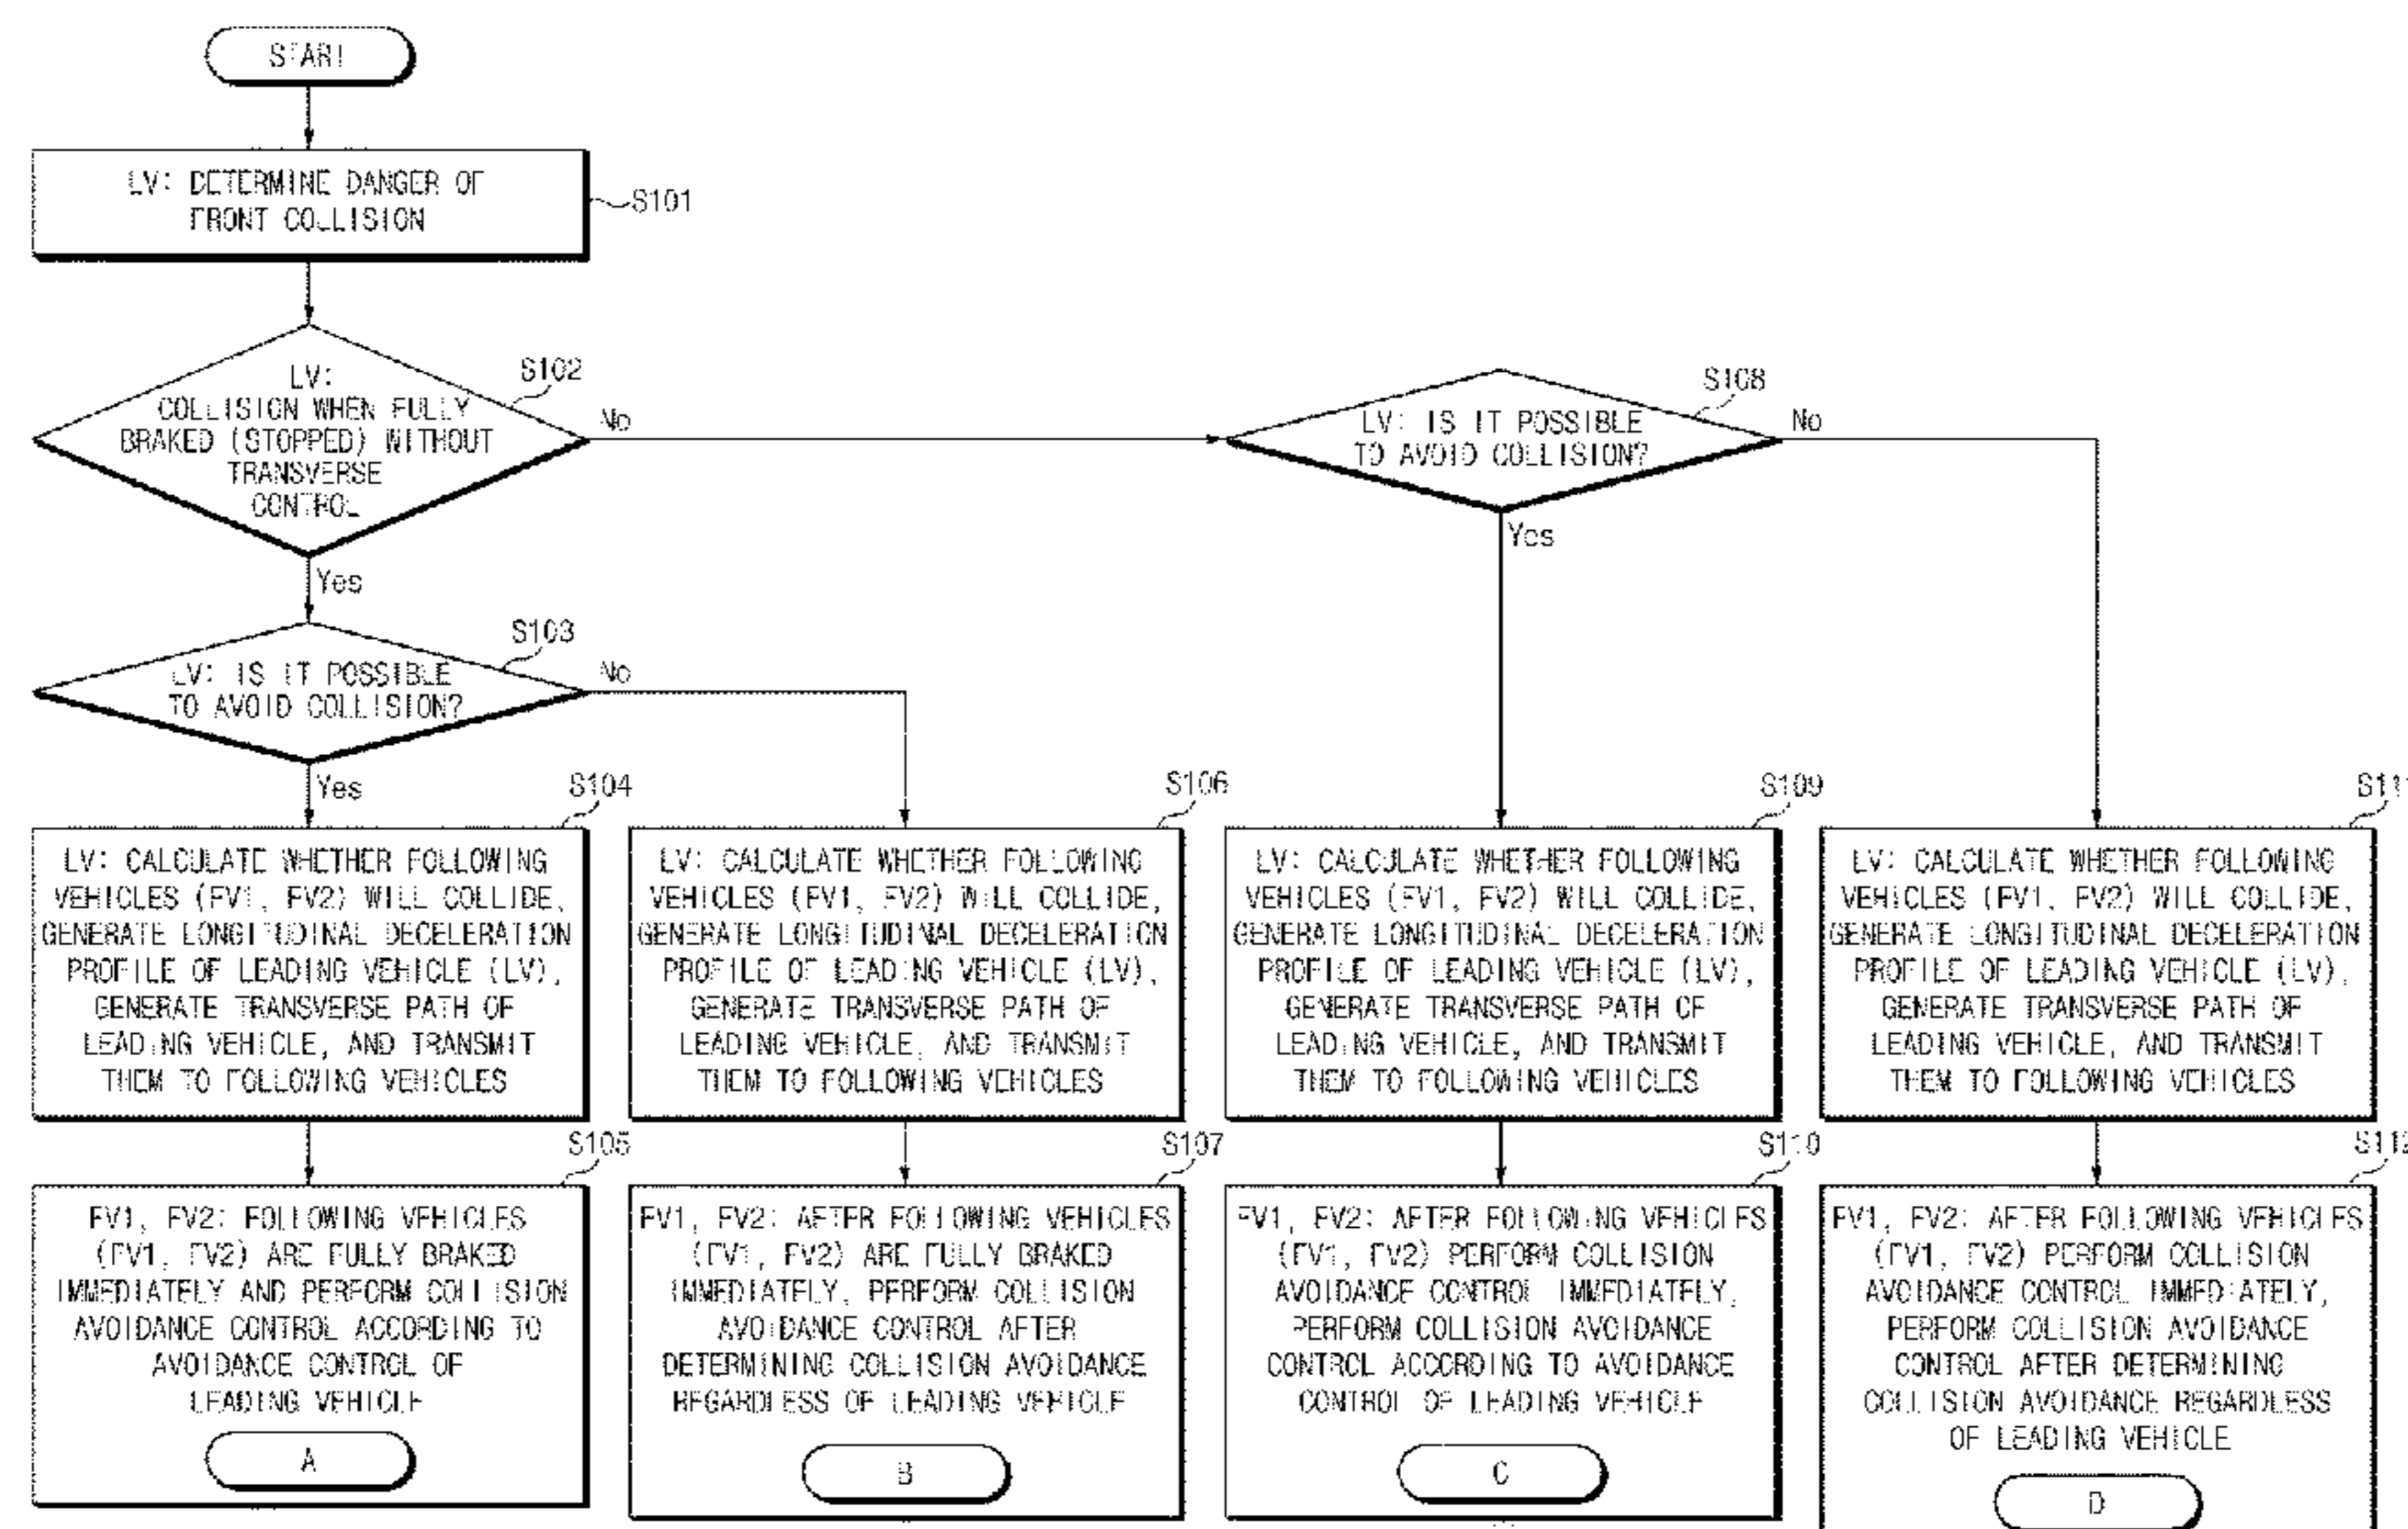 START
LV: DETERMINE DANGER OF
FRONT COLLISION
S101
LV:
COLLISION WHEN FULLY
BRAKED (STOPPED) WITHOUT
TRANSVERSE
CONTROL
S102
No
Yes
LV: IS IT POSSIBLE
TO AVOID COLLISION?
S108
No
Yes
LV: IS IT POSSIBLE
TO AVOID COLLISION?
S103
No
Yes
S104
LV: CALCULATE WHETHER FOLLOWING
VEHICLES (FV1, FV2) WILL COLLIDE,
GENERATE LONGITUDINAL DECELERATION
PROFILE OF LEADING VEHICLE (LV),
GENERATE TRANSVERSE PATH OF
LEADING VEHICLE, AND TRANSMIT
THEM TO FOLLOWING VEHICLES
S106
LV: CALCULATE WHETHER FOLLOWING
VEHICLES (FV1, FV2) WILL COLLIDE,
GENERATE LONGITUDINAL DECELERATION
PROFILE OF LEADING VEHICLE (LV),
GENERATE TRANSVERSE PATH OF
LEADING VEHICLE, AND TRANSMIT
THEM TO FOLLOWING VEHICLES
S109
LV: CALCULATE WHETHER FOLLOWING
VEHICLES (FV1, FV2) WILL COLLIDE,
GENERATE LONGITUDINAL DECELERATION
PROFILE OF LEADING VEHICLE (LV),
GENERATE TRANSVERSE PATH OF
LEADING VEHICLE, AND TRANSMIT
THEM TO FOLLOWING VEHICLES
S111
LV: CALCULATE WHETHER FOLLOWING
VEHICLES (FV1, FV2) WILL COLLIDE,
GENERATE LONGITUDINAL DECELERATION
PROFILE OF LEADING VEHICLE (LV),
GENERATE TRANSVERSE PATH OF
LEADING VEHICLE, AND TRANSMIT
THEM TO FOLLOWING VEHICLES
S105
FV1, FV2: FOLLOWING VEHICLES
(FV1, FV2) ARE FULLY BRAKED
IMMEDIATELY AND PERFORM COLLISION
AVOIDANCE CONTROL ACCORDING TO
AVOIDANCE CONTROL OF
LEADING VEHICLE
A
S107
FV1, FV2: AFTER FOLLOWING VEHICLES
(FV1, FV2) ARE FULLY BRAKED
IMMEDIATELY, PERFORM COLLISION
AVOIDANCE CONTROL AFTER
DETERMINING COLLISION AVOIDANCE
REGARDLESS OF LEADING VEHICLE
B
S110
FV1, FV2: AFTER FOLLOWING VEHICLES
(FV1, FV2) PERFORM COLLISION
AVOIDANCE CONTROL IMMEDIATELY,
PERFORM COLLISION AVOIDANCE
CONTROL ACCORDING TO AVOIDANCE
CONTROL OF LEADING VEHICLE
C
S112
FV1, FV2: AFTER FOLLOWING VEHICLES
(FV1, FV2) PERFORM COLLISION
AVOIDANCE CONTROL IMMEDIATELY,
PERFORM COLLISION AVOIDANCE
CONTROL AFTER DETERMINING
COLLISION AVOIDANCE REGARDLESS
OF LEADING VEHICLE
D